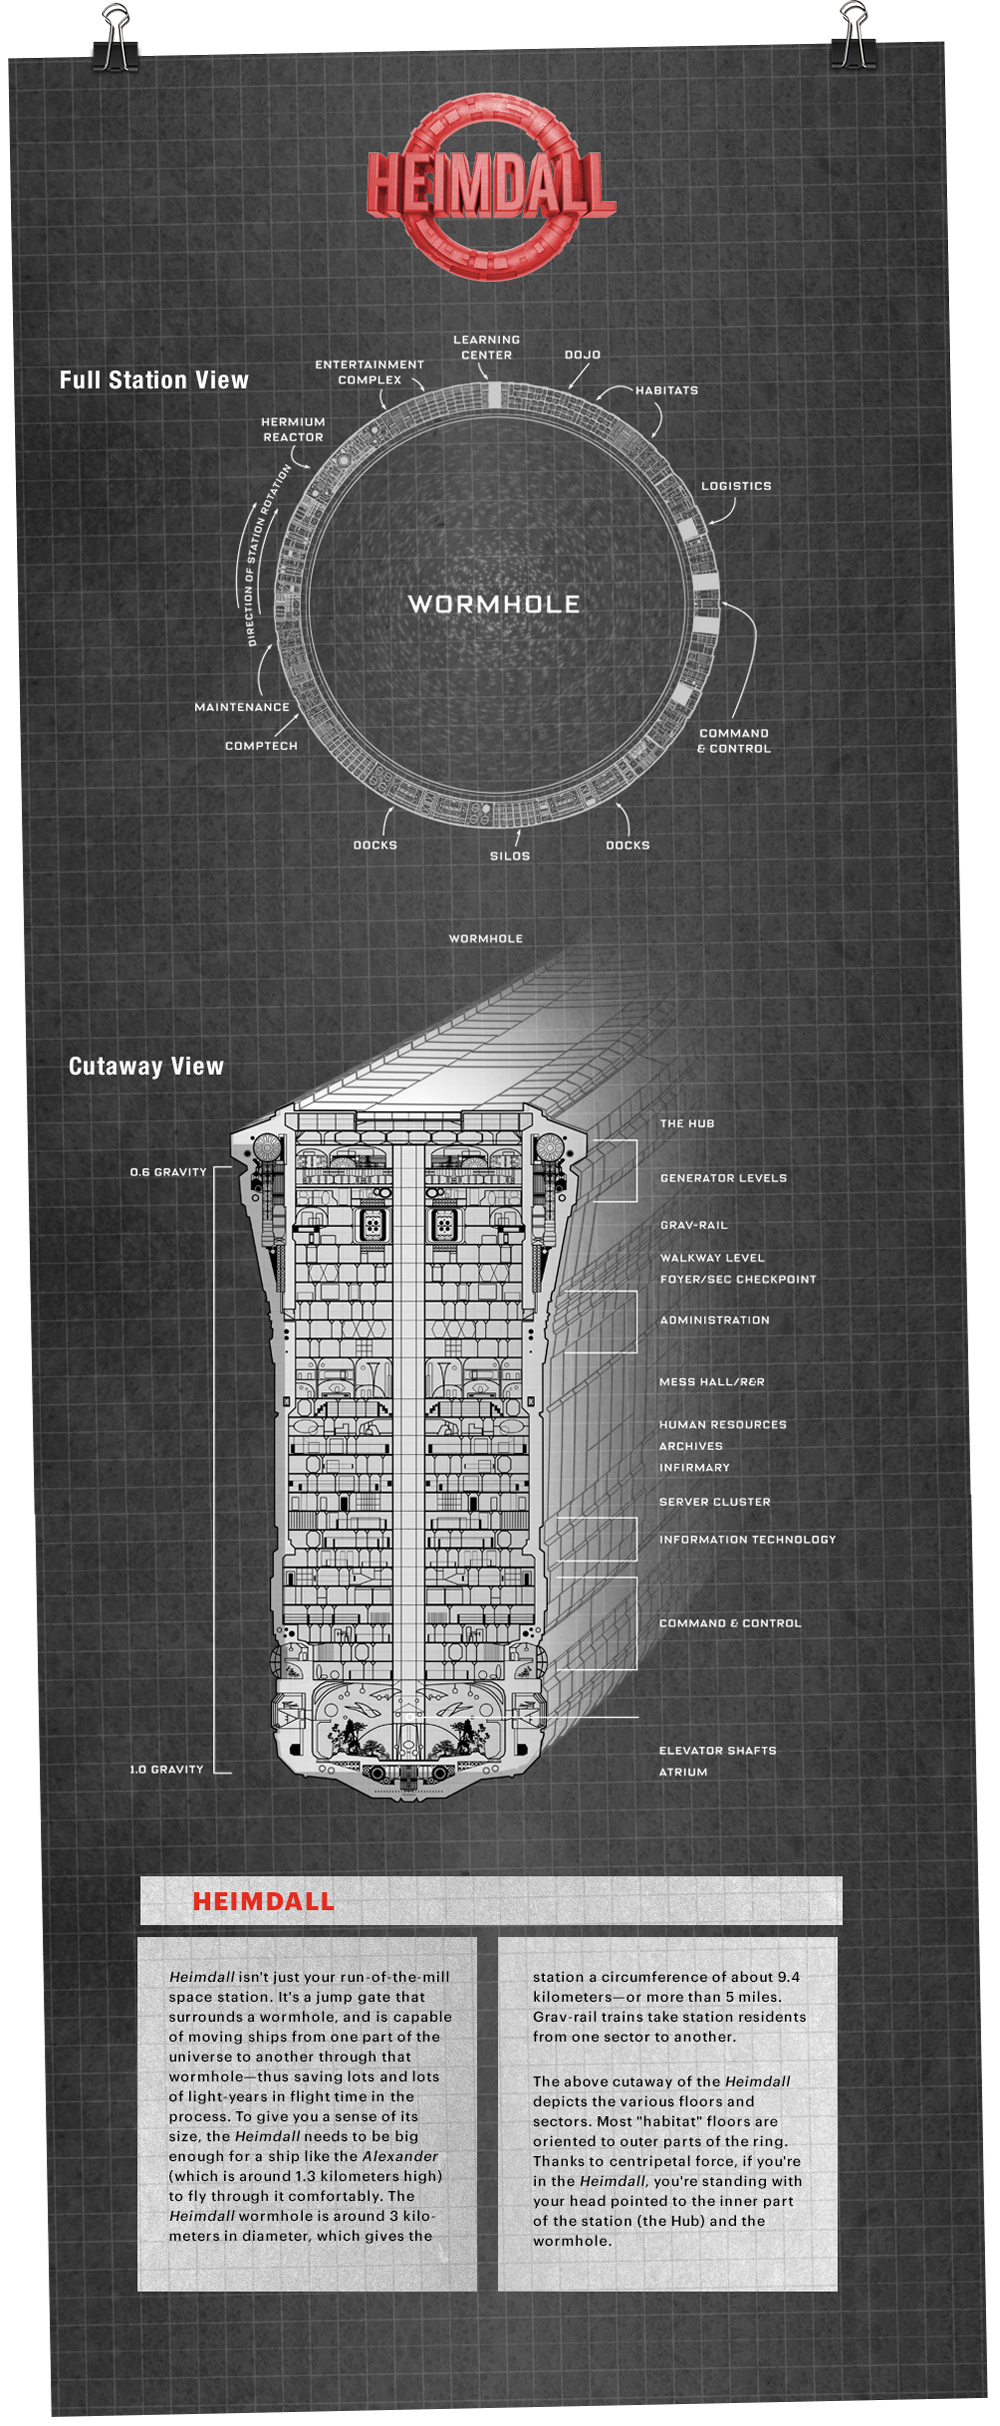 HEIMDALL
Full Station View
LEARNING
CENTER
DOJO
ENTERTAINMENT
COMPLEX
HABITATS
HERMIUM
REACTOR
LOGISTICS
DIRECTION OF STATION ROTATION
WORMHOLE
MAINTENANCE
COMPTECH
COMMAND
& CONTROL
DOCKS
SILOS
DOCKS
WORMHOLE
Cutaway View
THE HUB
0.6 GRAVITY
GENERATOR LEVELS
GRAV-RAIL
WALKWAY LEVEL
FOYER/SEC CHECKPOINT
ADMINISTRATION
MESS HALL/R&R
HUMAN RESOURCES
ARCHIVES
INFIRMARY
SERVER CLUSTER
INFORMATION TECHNOLOGY
COMMAND & CONTROL
ELEVATOR SHAFTS
1.0 GRAVITY
ATRIUM
HEIMDALL
Heimdall isn't just your run-of-the-mill
space station. It's a jump gate that
surrounds a wormhole, and is capable
of moving ships from one part of the
universe to another through that
wormhole—thus saving lots and lots
of light-years in flight time in the
process. To give you a sense of its
size, the Heimdall needs to be big
enough for a ship like the Alexander
(which is around 1.3 kilometers high)
to fly through it comfortably. The
Heimdall wormhole is around 3 kilo-
meters in diameter, which gives the
station a circumference of about 9.4
kilometers—or more than 5 miles.
Grav-rail trains take station residents
from one sector to another.
The above cutaway of the Heimdall
depicts the various floors and
sectors. Most "habitat" floors are
oriented to outer parts of the ring.
Thanks to centripetal force, if you're
in the Heimdall, you're standing with
your head pointed to the inner part
of the station (the Hub) and the
wormhole.